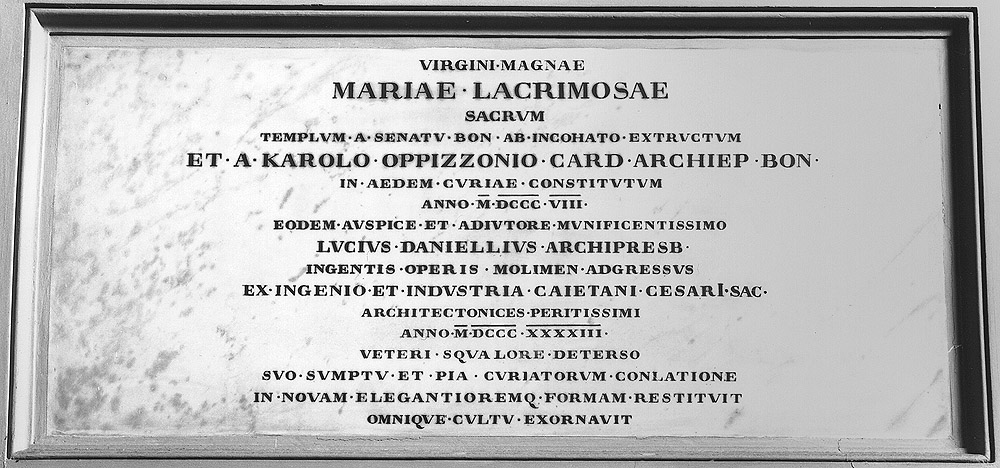 VIRGINI·MAGNAE
MARIAE·LACRIMOSAE
SACRVM
TEMPLVM·A·SENATV·BON·AB·INCOHATO·EXTRVCTVM
ET·A·KAROLO·OPPIZZONIO·CARD·ARCHIEP·BON·
IN·AEDEM·CVRIAE·CONSTITVTVM
ANNO·M·DCCC·VIII·
EODEM·AVSPICE·ET·ADIVTORE·MVNIFICENTISSIMO
LVCIVS·DANIELLIVS·ARCHIPRESB·
INGENTIS·OPERIS·MOLIMEN·ADGRESSVS
EX·INGENIO·ET·INDVSTRIA·CAIETANI·CESARI·SAC·
ARCHITECTONICES·PERITISSIMI
ANNO·M·DCCC·XXXXIII·
VETERI·SQVALORE·DETERSO
SVO·SVMPTV·ET·PIA·CVRIATORVM·CONLATIONE
IN·NOVAM·ELEGANTIOREMQ·FORMAM·RESTITVIT
OMNIQVE·CVLTV·EXORNAVIT